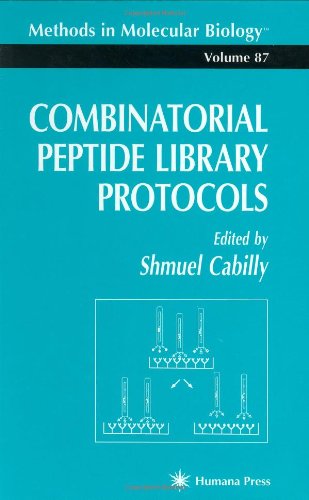 Methods in Molecular Biology™
Volume 87
COMBINATORIAL
PEPTIDE LIBRARY
PROTOCOLS
Edited by
Shmuel Cabilly
Humana Press